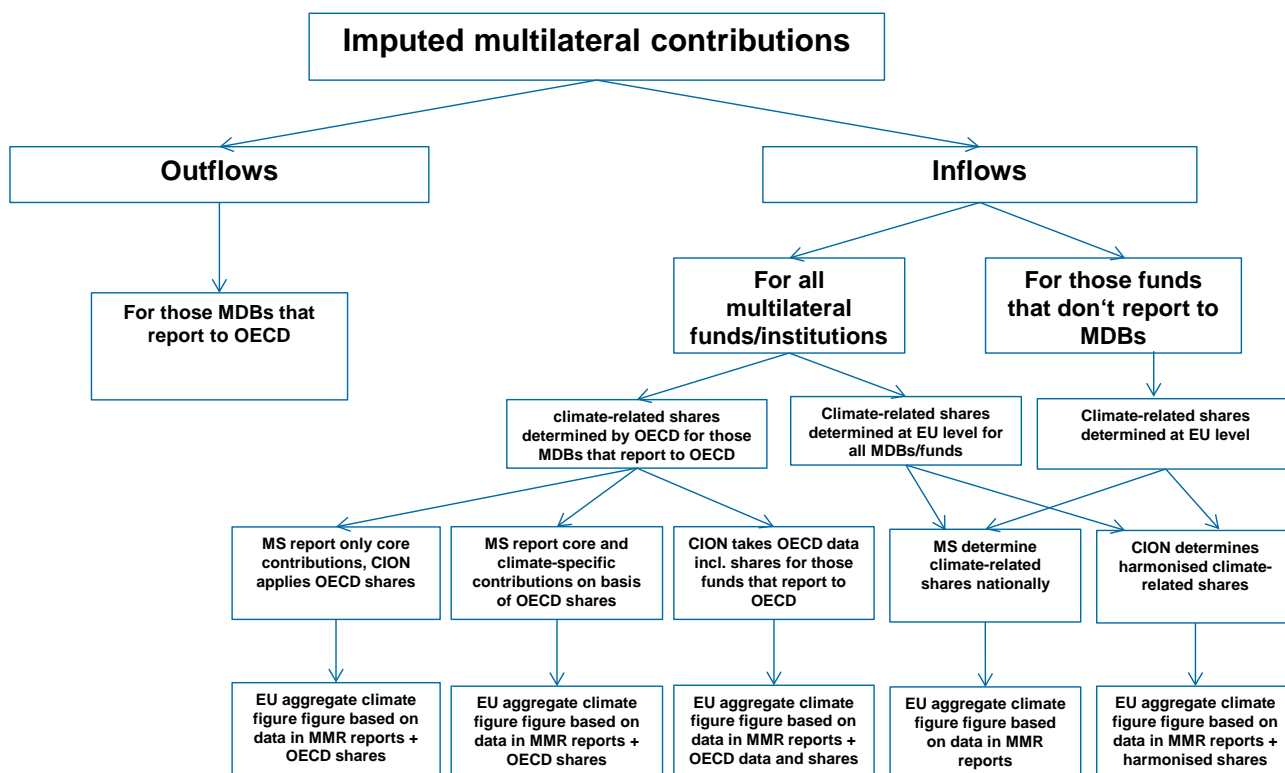 Imputed multilateral contributions
Outflows
Inflows
For those MDBs that
report to OECD
For all
multilateral
funds/institutions
For those funds
that don‘t report to
MDBs
climate-related shares
determined by OECD for those
MDBs that report to OECD
Climate-related shares
determined at EU level for
all MDBs/funds
Climate-related shares
determined at EU level
MS report only core
contributions, CION
applies OECD shares
MS report core and
climate-specific
contributions on basis
of OECD shares
CION takes OECD data
incl. shares for those
funds that report to
OECD
MS determine
climate-related
shares nationally
CION determines
harmonised climate-
related shares
EU aggregate climate
figure figure based on
data in MMR reports +
OECD shares
EU aggregate climate
figure figure based on
data in MMR reports +
OECD shares
EU aggregate climate
figure figure based on
data in MMR reports +
OECD data and shares
EU aggregate climate
figure figure based
on data in MMR
reports
EU aggregate climate
figure figure based on
data in MMR reports +
harmonised shares